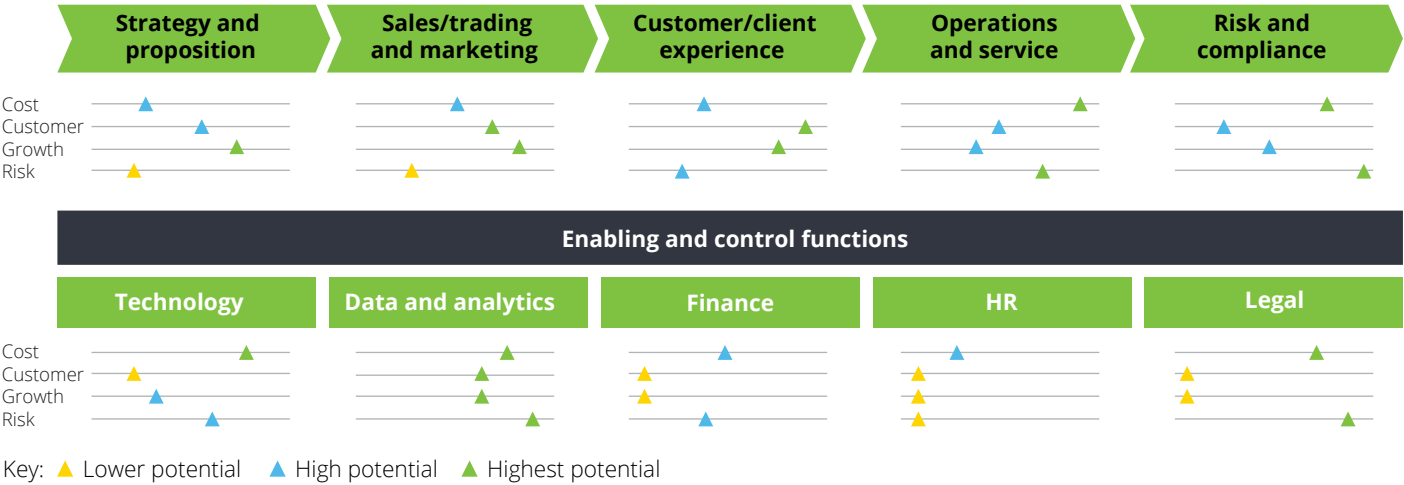 Strategy and
proposition
Sales/trading
and marketing
Customer/client
experience
Operations
and service
Risk and
compliance
Cost
Customer
Growth
Risk
Enabling and control functions
Technology
Data and analytics
Finance
HR
Legal
Cost
Customer
Growth
Risk
Key: Lower potential High potential Highest potential